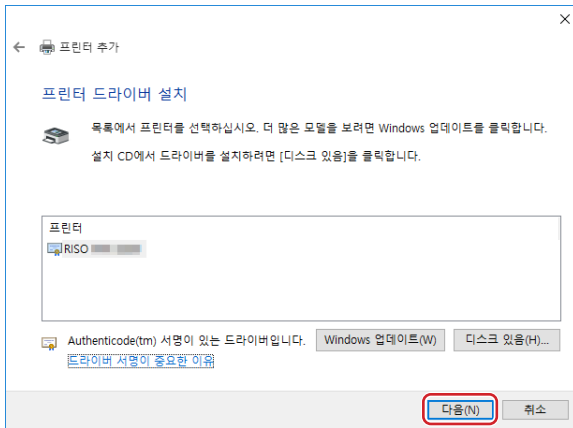 프린터 추가
프린터 드라이버 설치
목록에서 프린터를 선택하십시오. 더 많은 모델을 보려면 Windows 업데이트를 클릭합니다.
설치 CD에서 드라이버를 설치하려면 [디스크 있음]을 클릭합니다.
프린터
RISO
Authenticode(tm) 서명이 있는 드라이버입니다. Windows 업데이트(W) 디스크 있음(H)...
드라이버 서명이 중요한 이유
다음(N) 취소